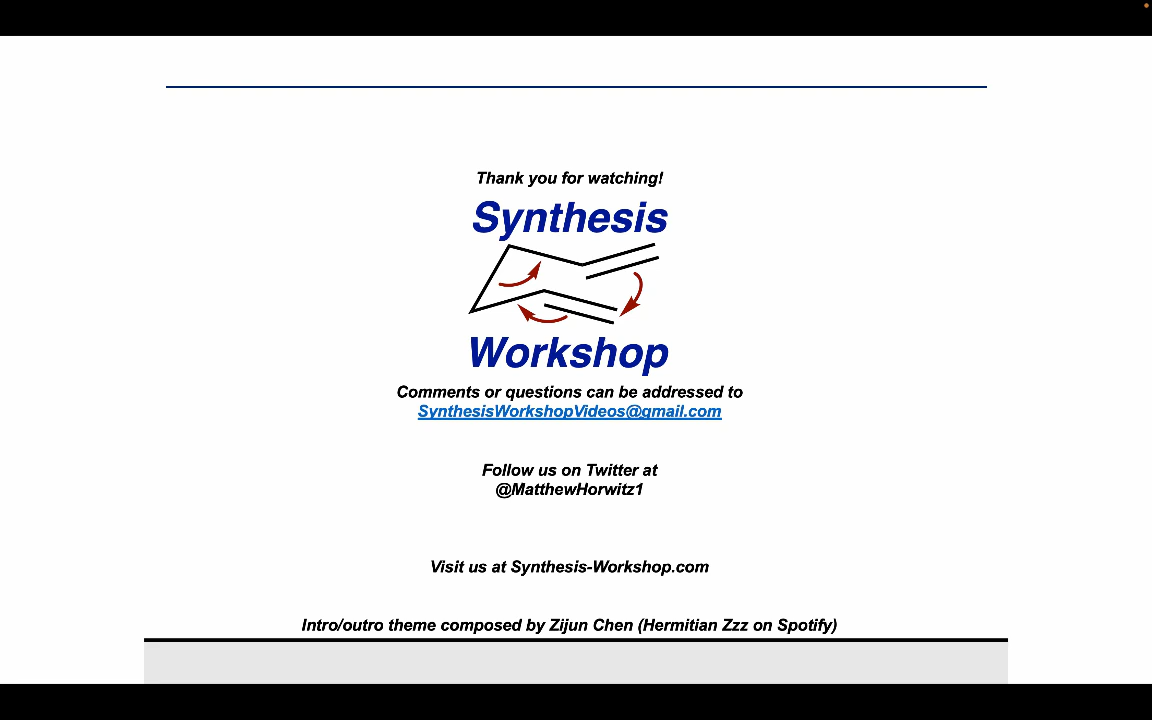 Thank you for watching!
Synthesis
Workshop
Comments or questions can be addressed to
SynthesisWorkshopVideos@gmail.com
Follow us on Twitter at
@MatthewHorwitz1
Visit us at Synthesis-Workshop.com
Intro/outro theme composed by Zijun Chen (Hermitian Zzz on Spotify)